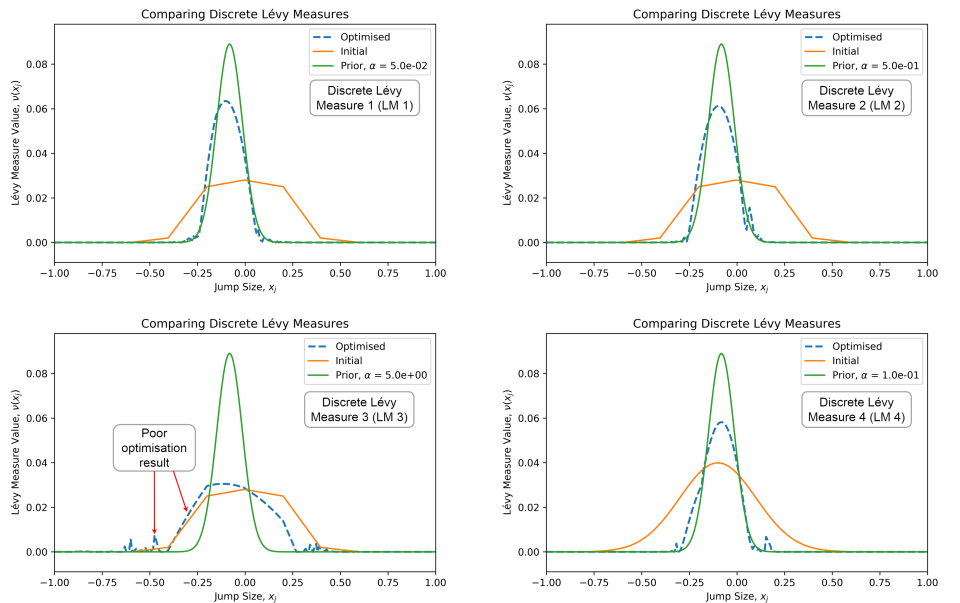 Comparing Discrete Lévy Measures
Optimised
Initial
Prior, α = 5.0e-02
Discrete Lévy
Measure 1 (LM 1)
Lévy Measure Value, ν(xⱼ)
0.08
0.06
0.04
0.02
0.00
−1.00 −0.75 −0.50 −0.25 0.00 0.25 0.50 0.75 1.00
Jump Size, xⱼ
Comparing Discrete Lévy Measures
Optimised
Initial
Prior, α = 5.0e-01
Discrete Lévy
Measure 2 (LM 2)
Lévy Measure Value, ν(xⱼ)
0.08
0.06
0.04
0.02
0.00
−1.00 −0.75 −0.50 −0.25 0.00 0.25 0.50 0.75 1.00
Jump Size, xⱼ
Comparing Discrete Lévy Measures
Optimised
Initial
Prior, α = 5.0e+00
Discrete Lévy
Measure 3 (LM 3)
Poor
optimisation
result
Lévy Measure Value, ν(xⱼ)
0.08
0.06
0.04
0.02
0.00
−1.00 −0.75 −0.50 −0.25 0.00 0.25 0.50 0.75 1.00
Jump Size, xⱼ
Comparing Discrete Lévy Measures
Optimised
Initial
Prior, α = 1.0e-01
Discrete Lévy
Measure 4 (LM 4)
Lévy Measure Value, ν(xⱼ)
0.08
0.06
0.04
0.02
0.00
−1.00 −0.75 −0.50 −0.25 0.00 0.25 0.50 0.75 1.00
Jump Size, xⱼ